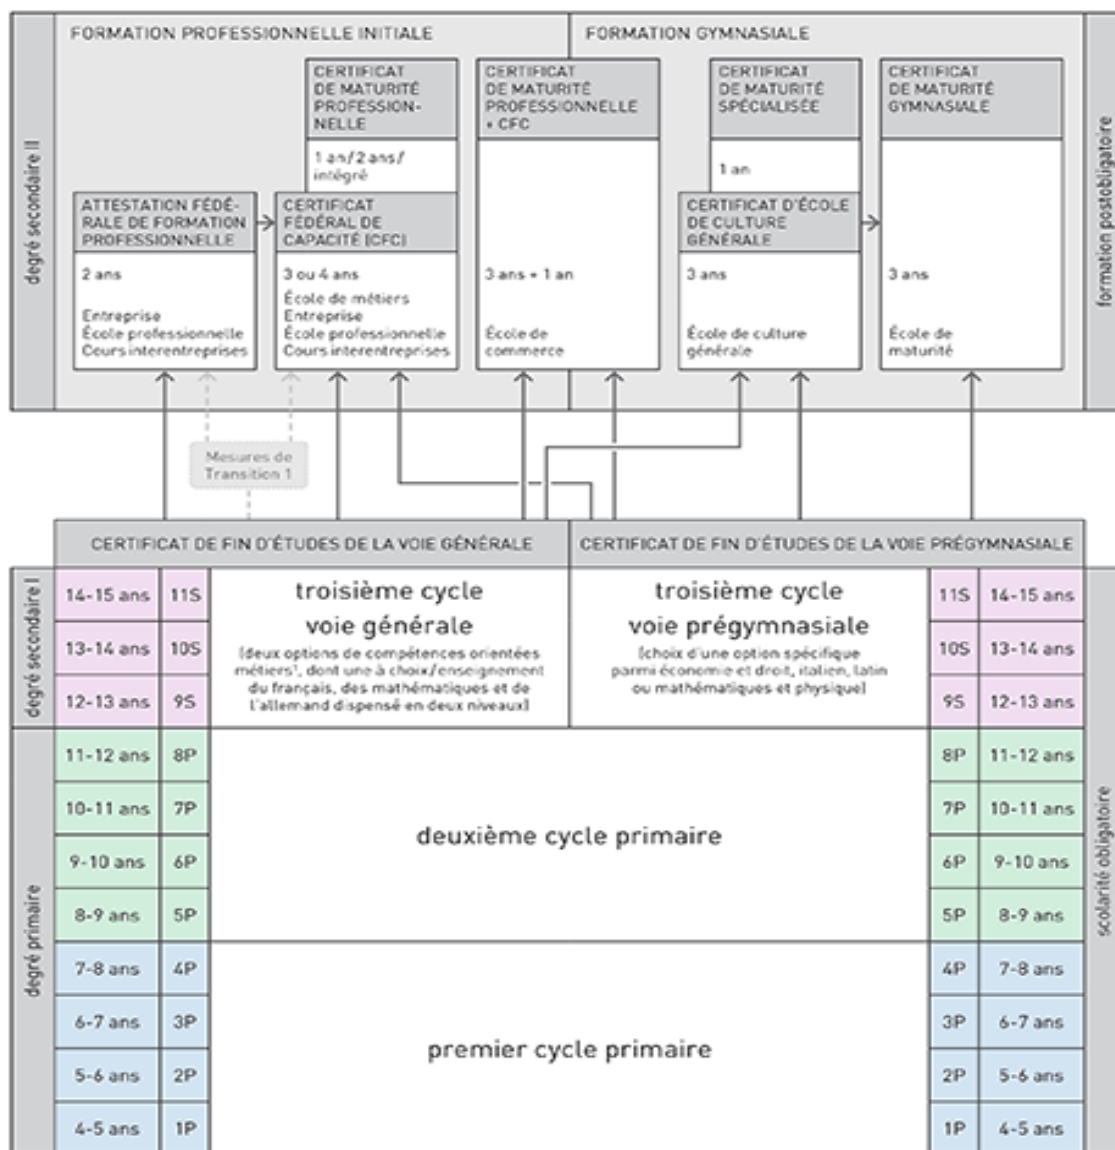 FORMATION PROFESSIONNELLE INITIALE
FORMATION GYMNASIALE
CERTIFICAT
DE MATURITÉ
PROFESSION-
NELLE
1 an/2 ans/
intégré
CERTIFICAT
DE MATURITÉ
PROFESSIONNELLE
+ CFC
CERTIFICAT
DE MATURITÉ
SPÉCIALISÉE
1 an
CERTIFICAT
DE MATURITÉ
GYMNASIALE
degré secondaire II
formation postobligatoire
ATTESTATION FÉDÉ-
RALE DE FORMATION
PROFESSIONNELLE
2 ans
Entreprise
École professionnelle
Cours interentreprises
CERTIFICAT
FÉDÉRAL DE
CAPACITÉ (CFC)
3 ou 4 ans
École de métiers
Entreprise
École professionnelle
Cours interentreprises
3 ans + 1 an
École de
commerce
CERTIFICAT D'ÉCOLE
DE CULTURE
GÉNÉRALE
3 ans
École de culture
générale
3 ans
École de
maturité
Mesures de
Transition 1
CERTIFICAT DE FIN D'ÉTUDES DE LA VOIE GÉNÉRALE
CERTIFICAT DE FIN D'ÉTUDES DE LA VOIE PRÉGYMNASIALE
degré secondaire I
14-15 ans 11S
13-14 ans 10S
12-13 ans 9S
troisième cycle
voie générale
(deux options de compétences orientées
métiers¹, dont une à choix/enseignement
du français, des mathématiques et de
l'allemand dispensé en deux niveaux)
troisième cycle
voie prégymnasiale
(choix d'une option spécifique
parmi économie et droit, italien, latin
ou mathématiques et physique)
11S 14-15 ans
10S 13-14 ans
9S 12-13 ans
degré primaire
11-12 ans 8P
10-11 ans 7P
9-10 ans 6P
8-9 ans 5P
deuxième cycle primaire
8P 11-12 ans
7P 10-11 ans
6P 9-10 ans
5P 8-9 ans
scolarité obligatoire
7-8 ans 4P
6-7 ans 3P
5-6 ans 2P
4-5 ans 1P
premier cycle primaire
4P 7-8 ans
3P 6-7 ans
2P 5-6 ans
1P 4-5 ans